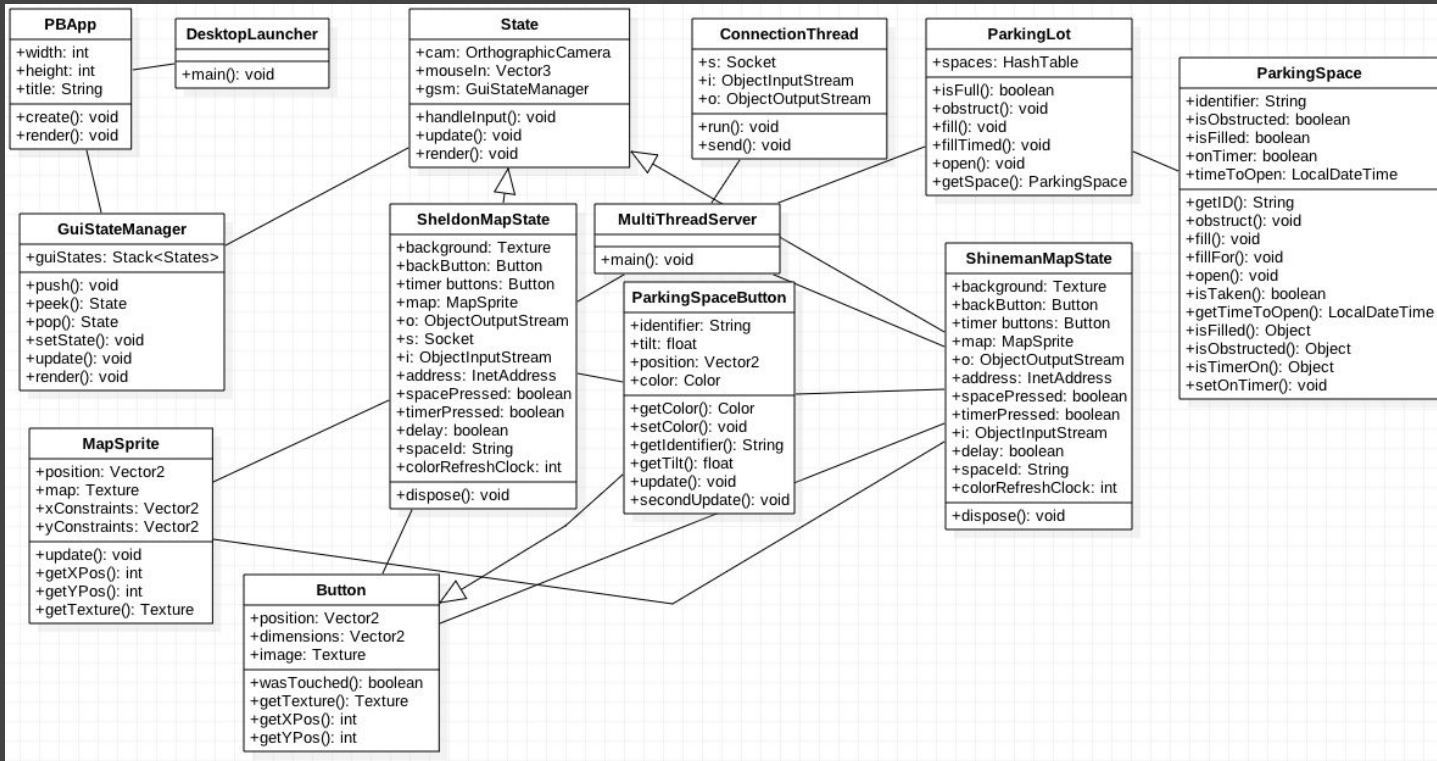 PBApp
+width: int
+height: int
+title: String
+create(): void
+render(): void
DesktopLauncher
+main(): void
State
+cam: OrthographicCamera
+mouseIn: Vector3
+gsm: GuiStateManager
+handleInput(): void
+update(): void
+render(): void
ConnectionThread
+s: Socket
+i: ObjectInputStream
+o: ObjectOutputStream
+run(): void
+send(): void
ParkingLot
+spaces: HashTable
+isFull(): boolean
+obstruct(): void
+fill(): void
+fillTimed(): void
+open(): void
+getSpace(): ParkingSpace
ParkingSpace
+identifier: String
+isObstructed: boolean
+isFilled: boolean
+onTimer: boolean
+timeToOpen: LocalDateTime
+getID(): String
+obstruct(): void
+fill(): void
+fillFor(): void
+open(): void
+isTaken(): boolean
+getTimeToOpen(): LocalDateTime
+isFilled(): Object
+isObstructed(): Object
+isTimerOn(): Object
+setOnTimer(): void
GuiStateManager
+guiStates: Stack<States>
+push(): void
+peek(): State
+pop(): State
+setState(): void
+update(): void
+render(): void
SheldonMapState
+background: Texture
+backButton: Button
+timer buttons: Button
+map: MapSprite
+o: ObjectOutputStream
+s: Socket
+i: ObjectInputStream
+address: InetAddress
+spacePressed: boolean
+timerPressed: boolean
+delay: boolean
+spaceId: String
+colorRefreshClock: int
+dispose(): void
MultiThreadServer
+main(): void
ParkingSpaceButton
+identifier: String
+tilt: float
+position: Vector2
+color: Color
+getColor(): Color
+setColor(): void
+getIdentifier(): String
+getTilt(): float
+update(): void
+secondUpdate(): void
ShinemanMapState
+background: Texture
+backButton: Button
+timer buttons: Button
+map: MapSprite
+o: ObjectOutputStream
+address: InetAddress
+spacePressed: boolean
+timerPressed: boolean
+i: ObjectInputStream
+delay: boolean
+spaceId: String
+colorRefreshClock: int
+dispose(): void
MapSprite
+position: Vector2
+map: Texture
+xConstraints: Vector2
+yConstraints: Vector2
+update(): void
+getXPos(): int
+getYPos(): int
+getTexture(): Texture
Button
+position: Vector2
+dimensions: Vector2
+image: Texture
+wasTouched(): boolean
+getTexture(): Texture
+getXPos(): int
+getYPos(): int